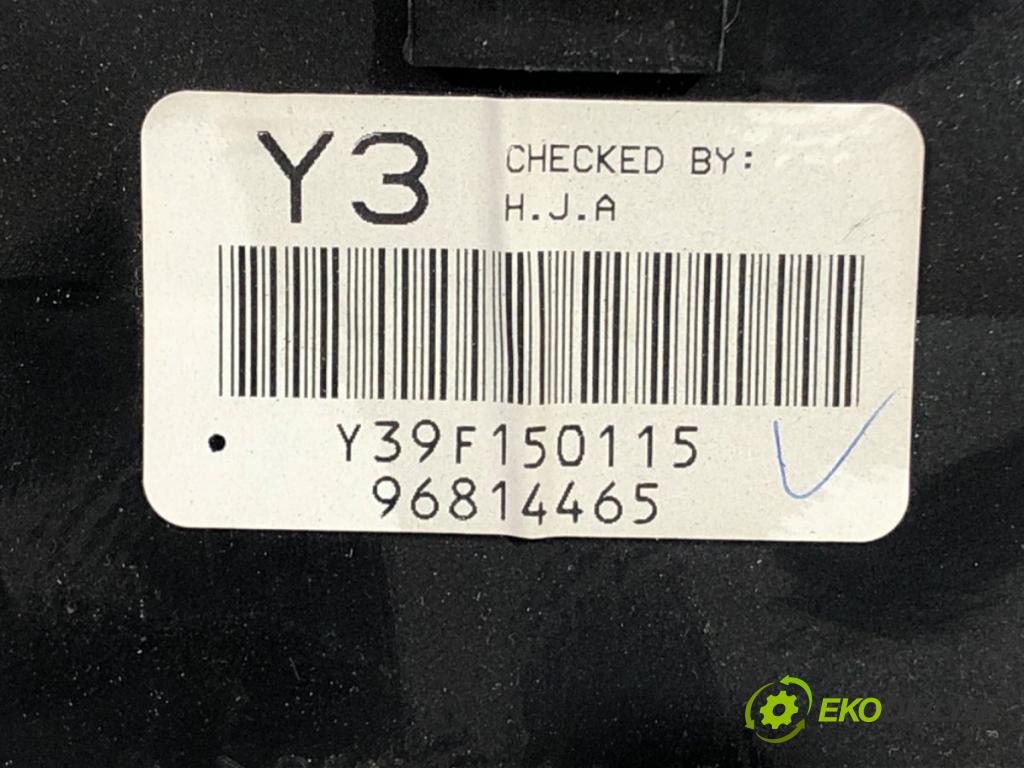 Y3
CHECKED BY:
H.J.A
Y39F150115
96814465
EKO